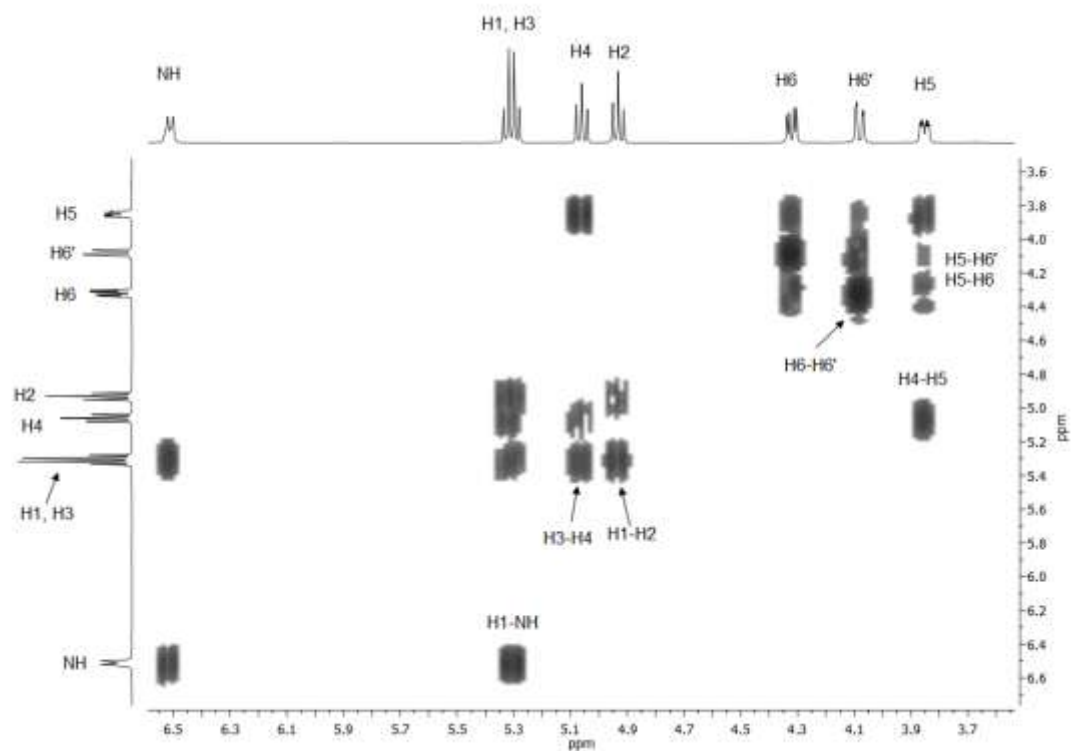 H1, H3
NH
H4
H2
H6
H6'
H5
H5
H6'
H6
H2
H4
H1, H3
NH
H5-H6'
H5-H6
H6-H6'
H4-H5
H3-H4
H1-H2
H1-NH
3.6
3.8
4.0
4.2
4.4
4.6
4.8
5.0
5.2
5.4
5.6
5.8
6.0
6.2
6.4
6.6
ppm
6.5
6.3
6.1
5.9
5.7
5.5
5.3
5.1
4.9
4.7
4.5
4.3
4.1
3.9
3.7
ppm